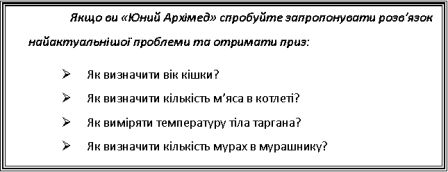 Якщо ви «Юний Архімед» спробуйте запропонувати розв’язок
найактуальнішої проблеми та отримати приз:
➢ Як визначити вік кішки?
➢ Як визначити кількість м’яса в котлеті?
➢ Як виміряти температуру тіла таргана?
➢ Як визначити кількість мурах в мурашнику?